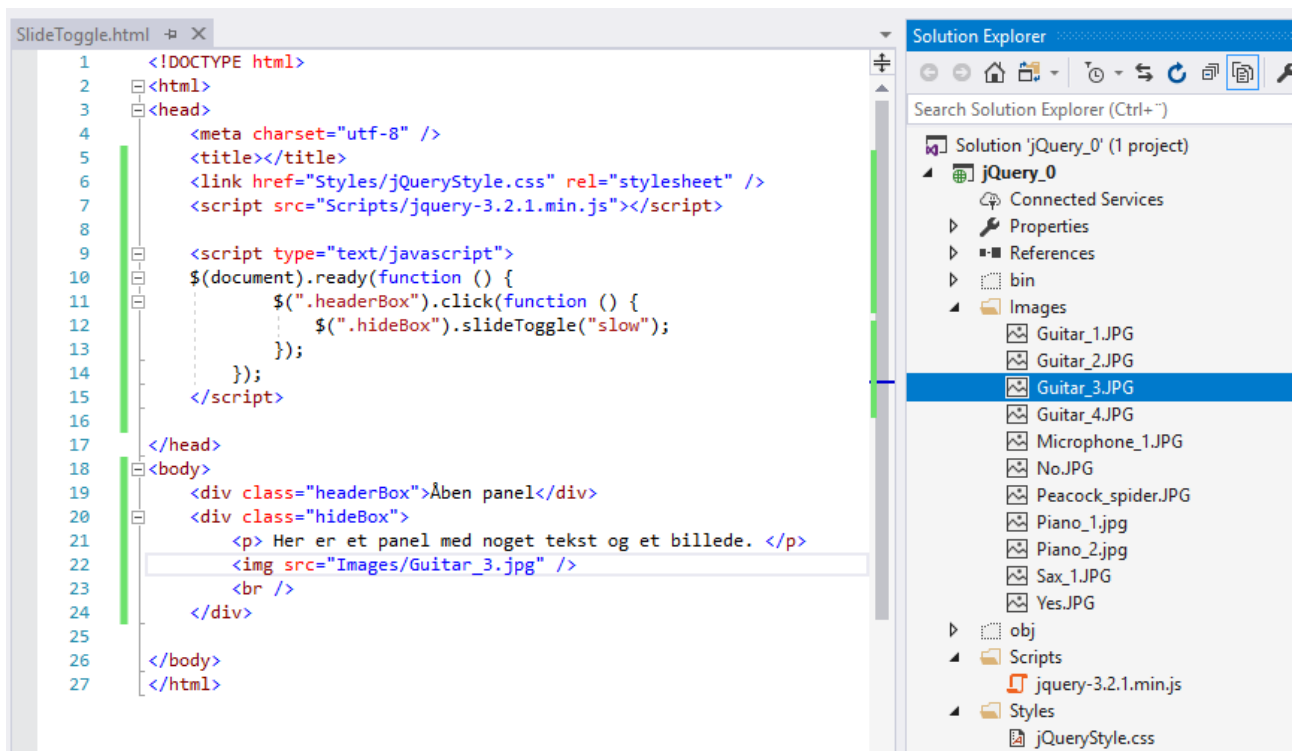 SlideToggle.html
1 <!DOCTYPE html>
2 <html>
3 <head>
4 <meta charset="utf-8" />
5 <title></title>
6 <link href="Styles/jQueryStyle.css" rel="stylesheet" />
7 <script src="Scripts/jquery-3.2.1.min.js"></script>
8
9 <script type="text/javascript">
10 $(document).ready(function () {
11 $(".headerBox").click(function () {
12 $(".hideBox").slideToggle("slow");
13 });
14 });
15 </script>
16
17 </head>
18 <body>
19 <div class="headerBox">Åben panel</div>
20 <div class="hideBox">
21 <p> Her er et panel med noget tekst og et billede. </p>
22 <img src="Images/Guitar_3.jpg" />
23 <br />
24 </div>
25
26 </body>
27 </html>
Solution Explorer
Search Solution Explorer (Ctrl+¨)
Solution 'jQuery_0' (1 project)
jQuery_0
Connected Services
Properties
References
bin
Images
Guitar_1.JPG
Guitar_2.JPG
Guitar_3.JPG
Guitar_4.JPG
Microphone_1.JPG
No.JPG
Peacock_spider.JPG
Piano_1.jpg
Piano_2.jpg
Sax_1.JPG
Yes.JPG
obj
Scripts
jquery-3.2.1.min.js
Styles
jQueryStyle.css